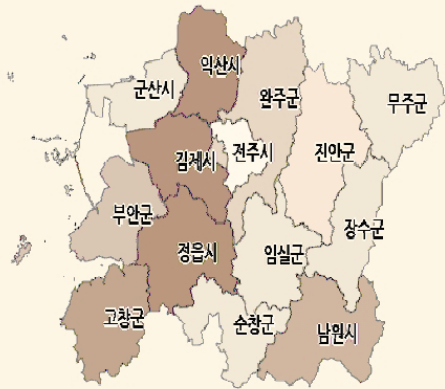 익산시
군산시
완주군
무주군
김제시
전주시
진안군
부안군
장수군
정읍시
임실군
고창군
순창군
남원시